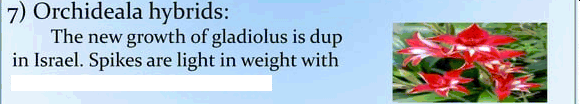 7) Orchideala hybrids:
The new growth of gladiolus is dup
in Israel. Spikes are light in weight with